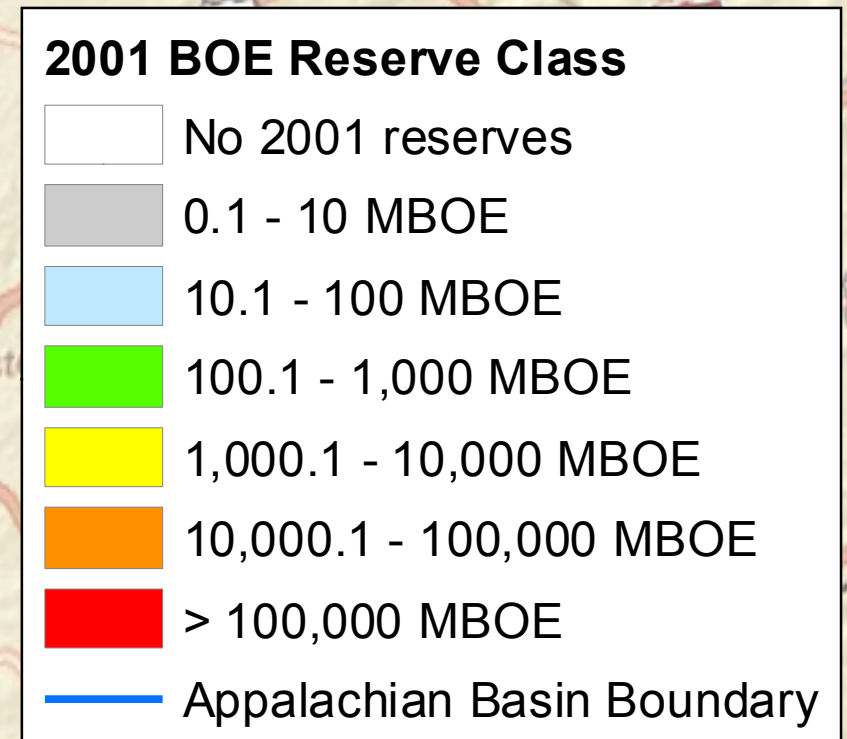 2001 BOE Reserve Class
No 2001 reserves
0.1 - 10 MBOE
10.1 - 100 MBOE
100.1 - 1,000 MBOE
1,000.1 - 10,000 MBOE
10,000.1 - 100,000 MBOE
> 100,000 MBOE
Appalachian Basin Boundary